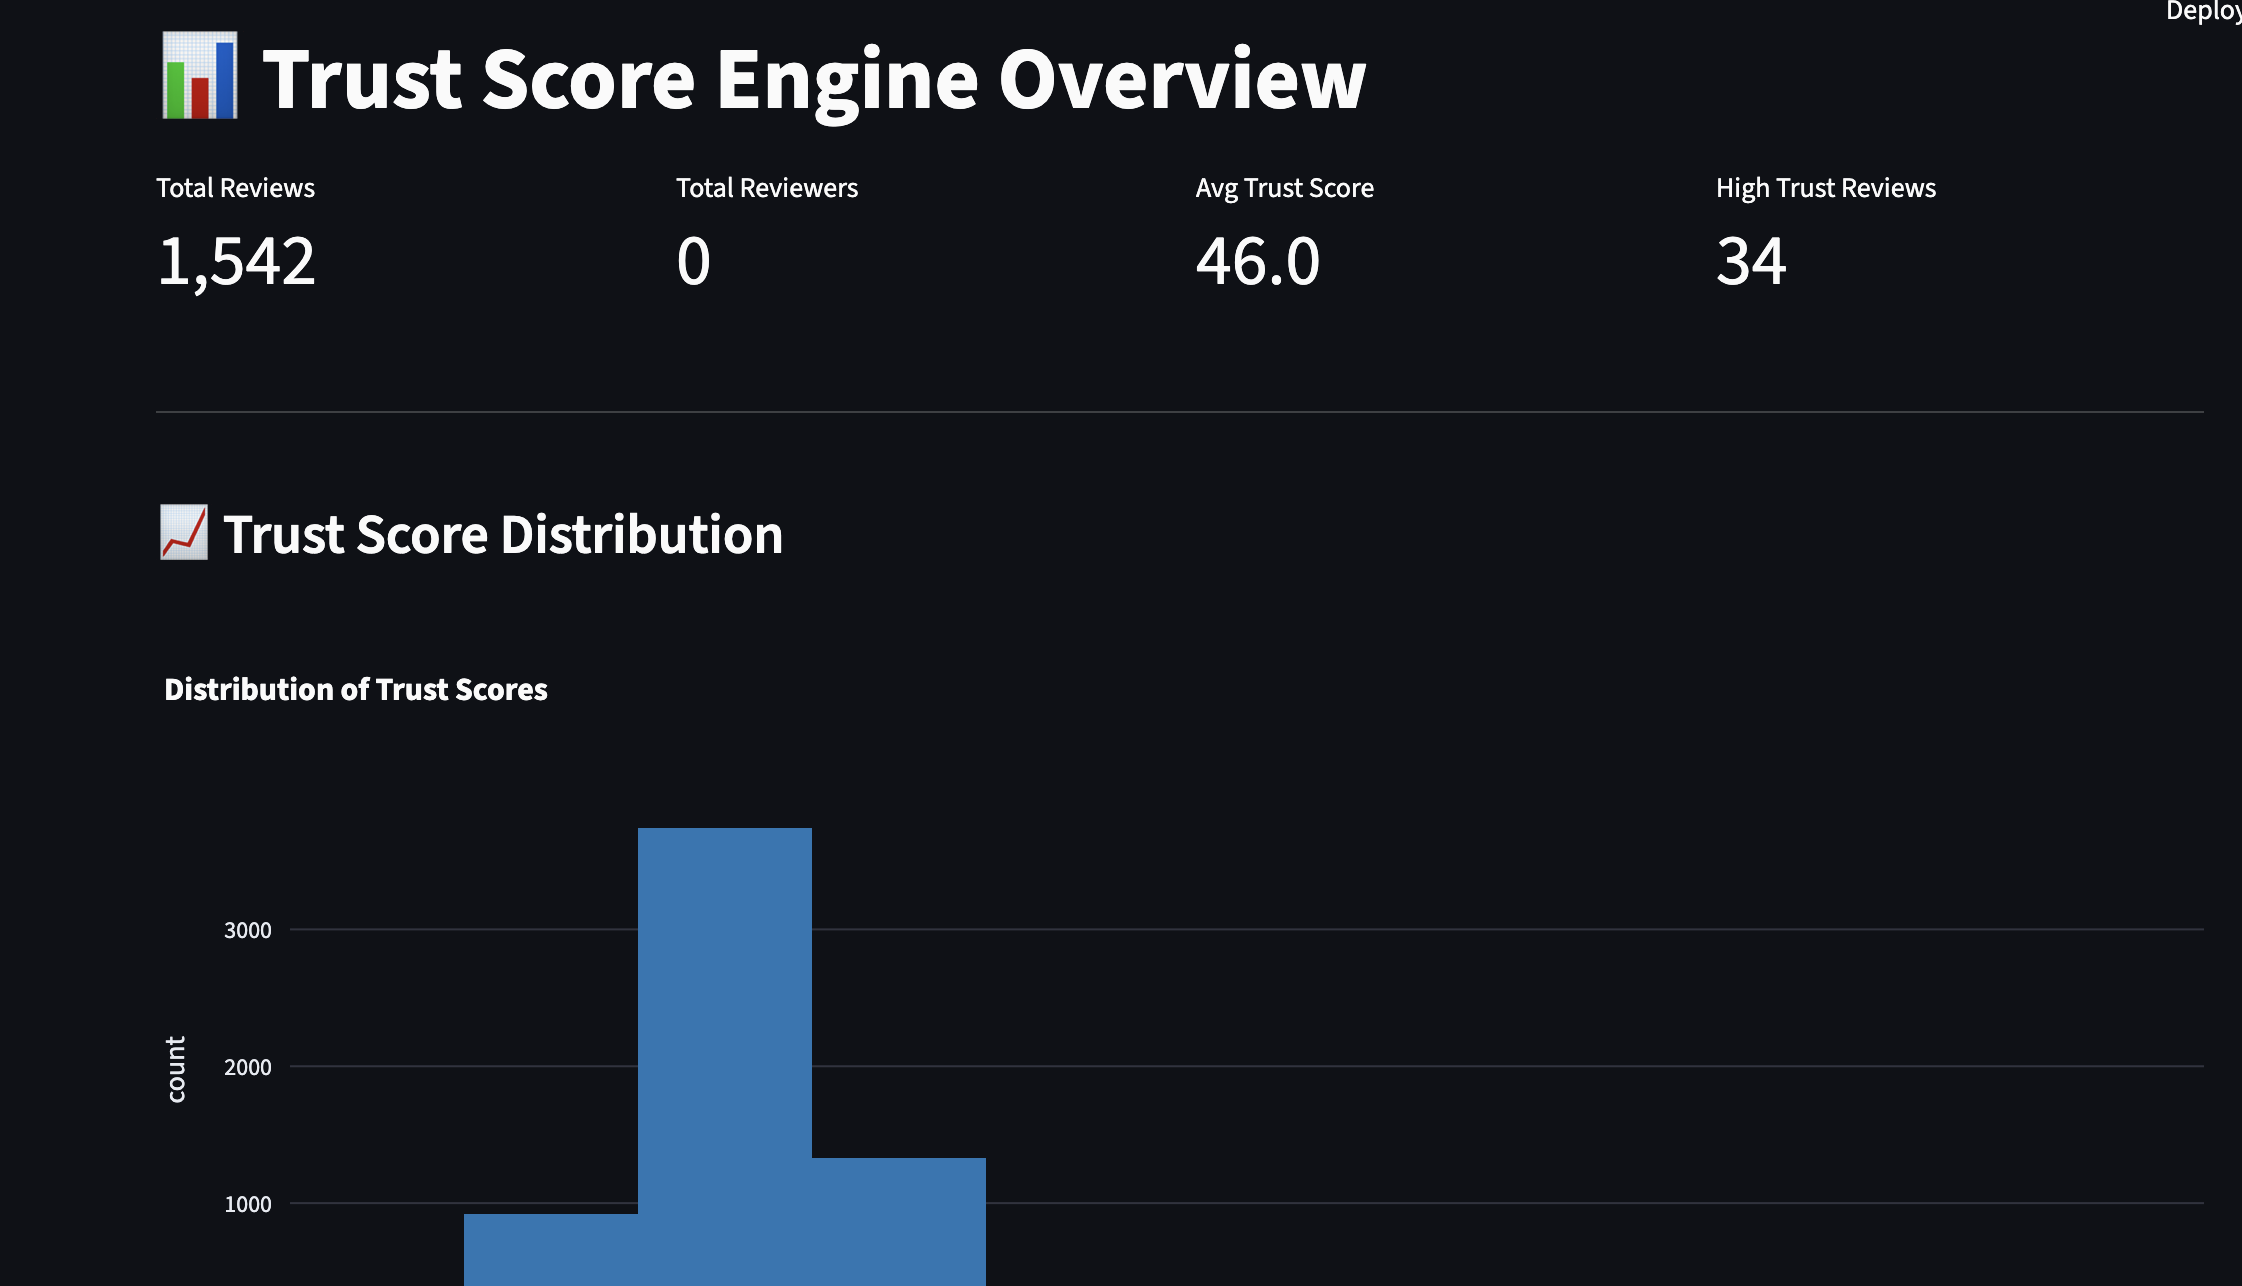 Deploy
Trust Score Engine Overview
Total Reviews
Total Reviewers
Avg Trust Score
High Trust Reviews
1,542
0
46.0
34
Trust Score Distribution
Distribution of Trust Scores
3000
count
2000
1000